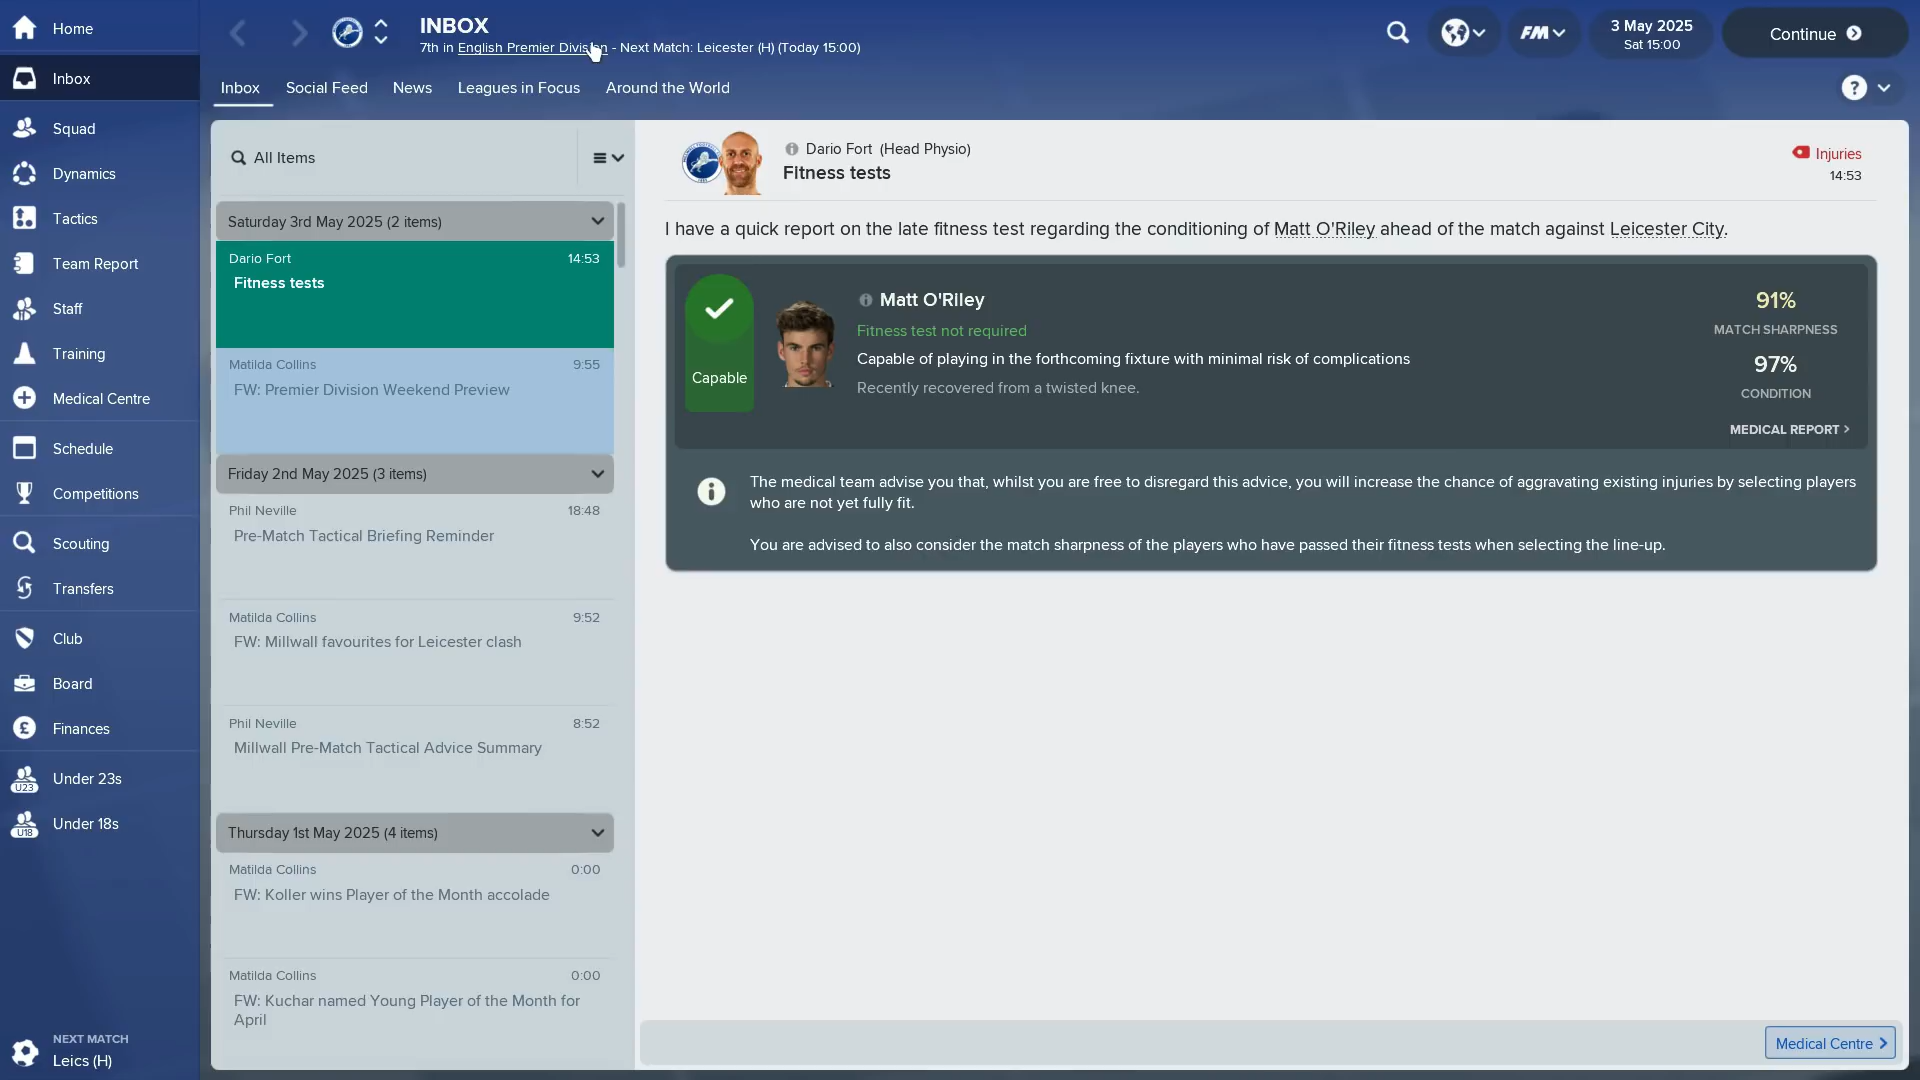 Home
Inbox
Squad
Dynamics
Tactics
Team Report
Staff
Training
Medical Centre
Schedule
Competitions
Scouting
Transfers
Club
Board
Finances
U23
Under 23s
U18
Under 18s
NEXT MATCH
Leics (H)
INBOX
7th in English Premier Division - Next Match: Leicester (H) (Today 15:00)
FM
3 May 2025
Sat 15:00
Continue
Inbox
Social Feed
News
Leagues in Focus
Around the World
?
All Items
Saturday 3rd May 2025 (2 items)
Dario Fort 14:53
Fitness tests
Matilda Collins 9:55
FW: Premier Division Weekend Preview
Friday 2nd May 2025 (3 items)
Phil Neville 18:48
Pre-Match Tactical Briefing Reminder
Matilda Collins 9:52
FW: Millwall favourites for Leicester clash
Phil Neville 8:52
Millwall Pre-Match Tactical Advice Summary
Thursday 1st May 2025 (4 items)
Matilda Collins 0:00
FW: Koller wins Player of the Month accolade
Matilda Collins 0:00
FW: Kuchar named Young Player of the Month for
April
Dario Fort (Head Physio)
Fitness tests
Injuries
14:53
I have a quick report on the late fitness test regarding the conditioning of Matt O'Riley ahead of the match against Leicester City.
Capable
Matt O'Riley
Fitness test not required
Capable of playing in the forthcoming fixture with minimal risk of complications
Recently recovered from a twisted knee.
91%
MATCH SHARPNESS
97%
CONDITION
MEDICAL REPORT >
The medical team advise you that, whilst you are free to disregard this advice, you will increase the chance of aggravating existing injuries by selecting players
who are not yet fully fit.
You are advised to also consider the match sharpness of the players who have passed their fitness tests when selecting the line-up.
Medical Centre >